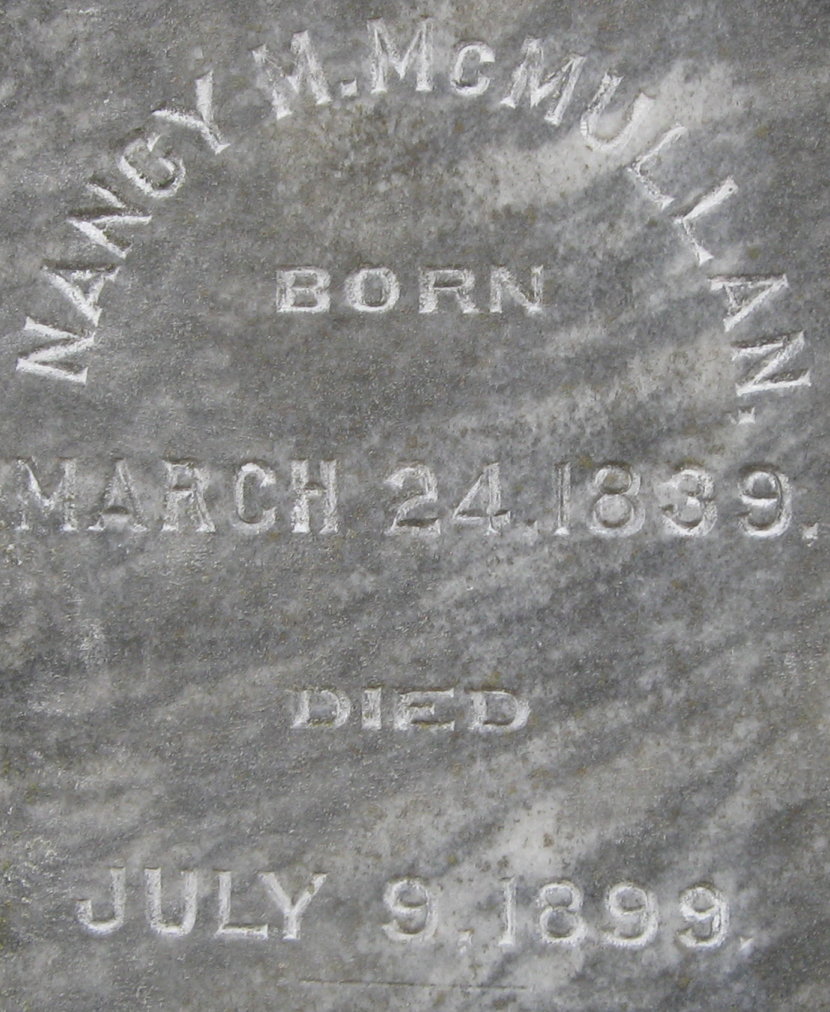 NANCY M. McMULLAN.
BORN
MARCH 24. 1839.
DIED
JULY 9, 1899.